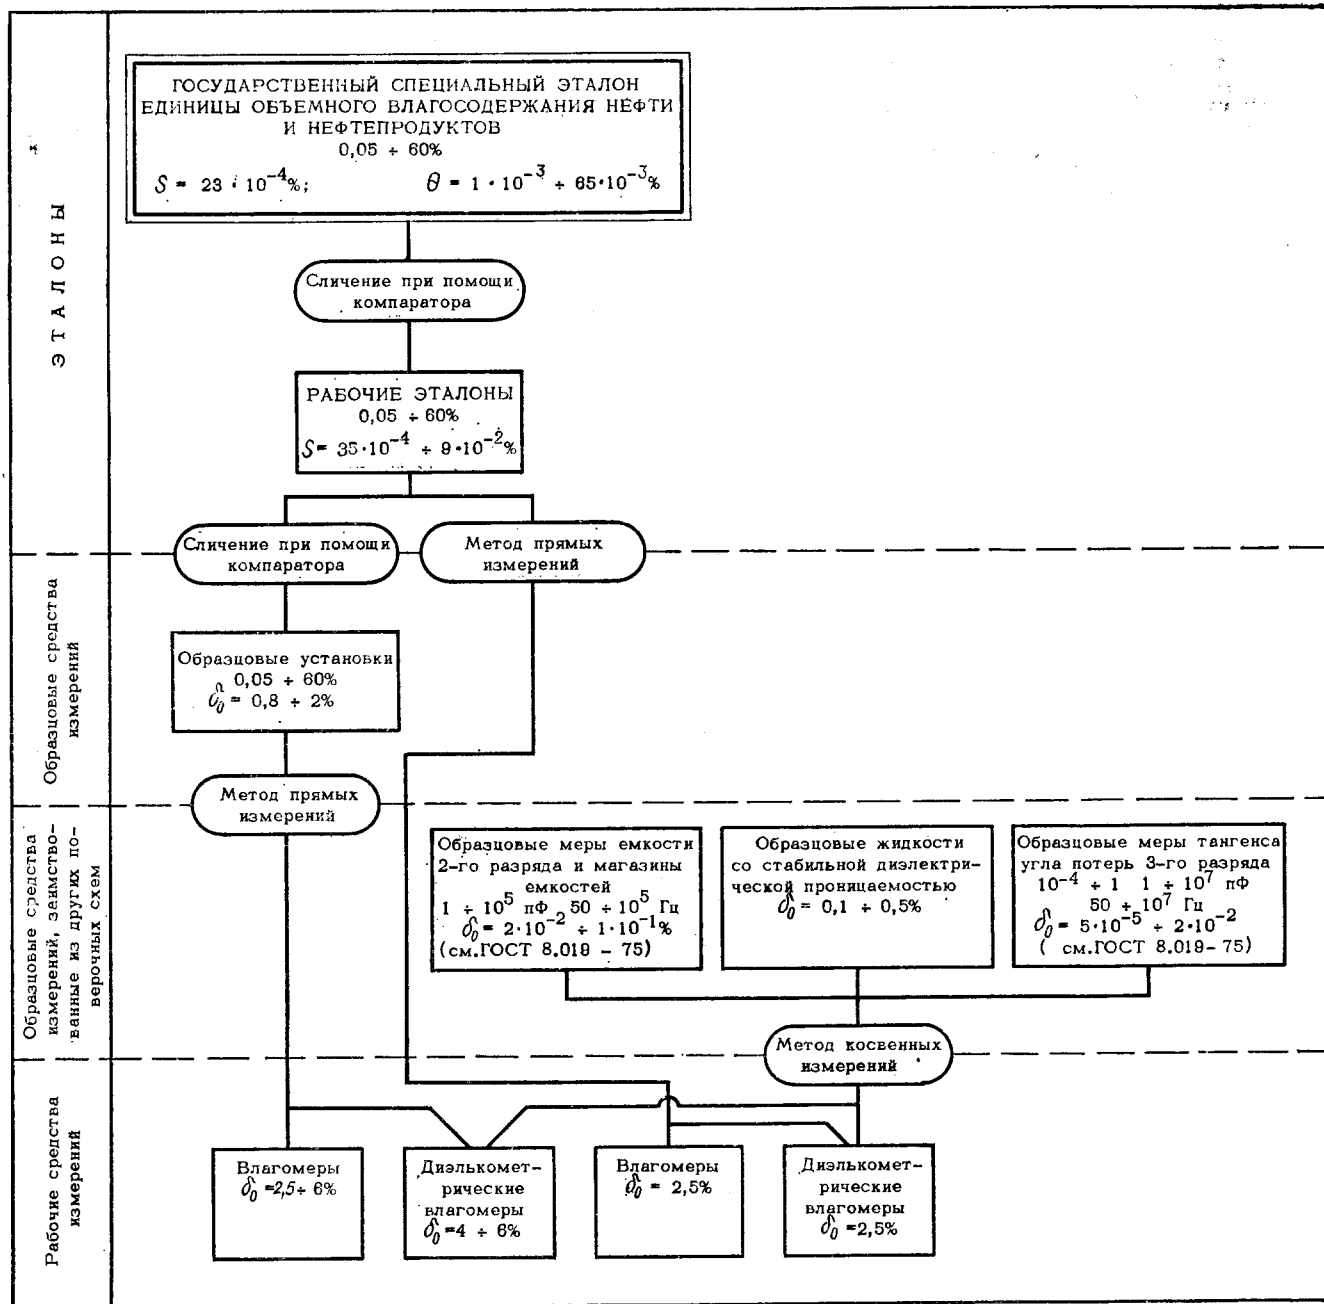 ЭТАЛОНЫ
ГОСУДАРСТВЕННЫЙ СПЕЦИАЛЬНЫЙ ЭТАЛОН
ЕДИНИЦЫ ОБЪЕМНОГО ВЛАГОСОДЕРЖАНИЯ НЕФТИ
И НЕФТЕПРОДУКТОВ
0,05 ÷ 60%
S = 23 · 10⁻⁴%; θ = 1 · 10⁻³ ÷ 65·10⁻³%
Сличение при помощи
компаратора
РАБОЧИЕ ЭТАЛОНЫ
0,05 ÷ 60%
S = 35·10⁻⁴ ÷ 9·10⁻²%
Сличение при помощи
компаратора
Метод прямых
измерений
Образцовые средства
измерений
Образцовые установки
0,05 ÷ 60%
δ₀ = 0,8 ÷ 2%
Метод прямых
измерений
Образцовые средства
измерений, заимство-
ванные из других по-
верочных схем
Образцовые меры емкости
2-го разряда и магазины
емкостей
1 ÷ 10⁵ пФ 50 ÷ 10⁵ Гц
δ₀ = 2·10⁻² ÷ 1·10⁻¹%
(см.ГОСТ 8.019 – 75)
Образцовые жидкости
со стабильной диэлектри-
ческой проницаемостью
δ₀ = 0,1 ÷ 0,5%
Образцовые меры тангенса
угла потерь 3-го разряда
10⁻⁴ ÷ 1 1 ÷ 10⁷ пФ
50 ÷ 10⁷ Гц
δ₀ = 5·10⁻⁵ ÷ 2·10⁻²
( см.ГОСТ 8.019– 75)
Метод косвенных
измерений
Рабочие средства
измерений
Влагомеры
δ₀ =2,5÷ 6%
Диэлькомет-
рические
влагомеры
δ₀ =4 ÷ 6%
Влагомеры
δ₀ = 2,5%
Диэлькомет-
рические
влагомеры
δ₀ =2,5%